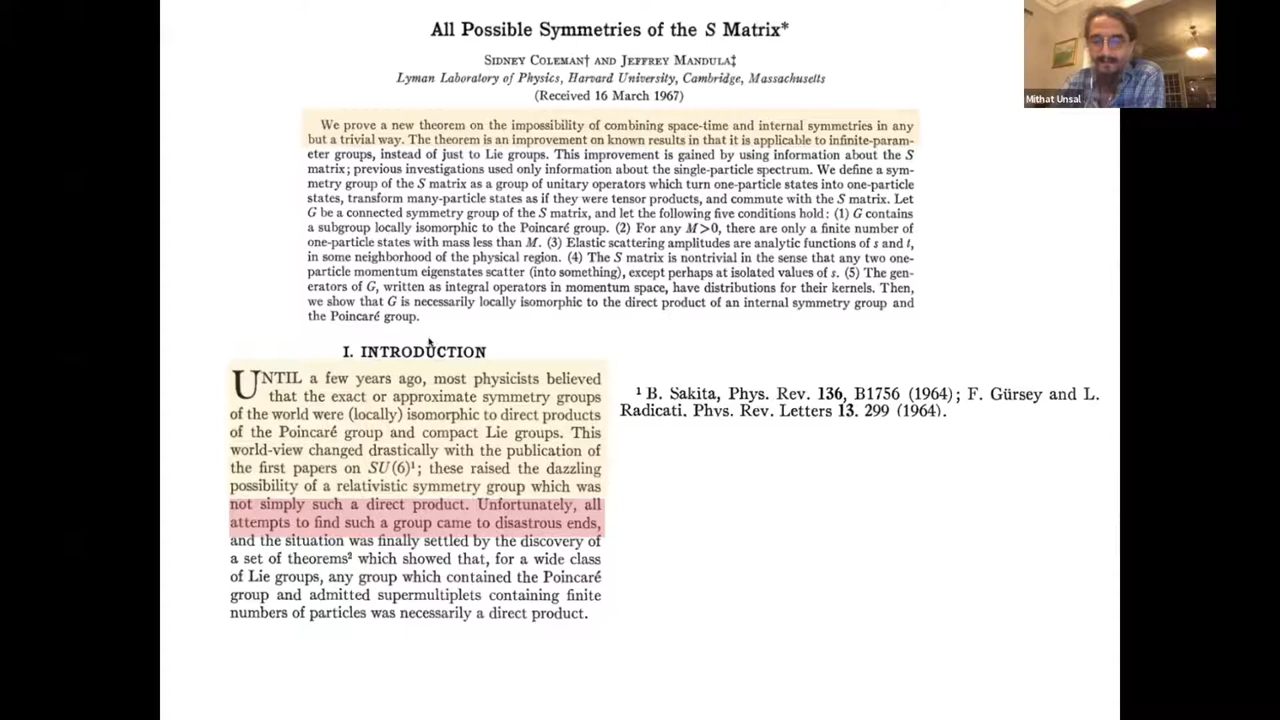 All Possible Symmetries of the S Matrix*
SIDNEY COLEMAN† AND JEFFREY MANDULA‡
Lyman Laboratory of Physics, Harvard University, Cambridge, Massachusetts
(Received 16 March 1967)
We prove a new theorem on the impossibility of combining space-time and internal symmetries in any
but a trivial way. The theorem is an improvement on known results in that it is applicable to infinite-param-
eter groups, instead of just to Lie groups. This improvement is gained by using information about the S
matrix; previous investigations used only information about the single-particle spectrum. We define a sym-
metry group of the S matrix as a group of unitary operators which turn one-particle states into one-particle
states, transform many-particle states as if they were tensor products, and commute with the S matrix. Let
G be a connected symmetry group of the S matrix, and let the following five conditions hold: (1) G contains
a subgroup locally isomorphic to the Poincaré group. (2) For any M>0, there are only a finite number of
one-particle states with mass less than M. (3) Elastic scattering amplitudes are analytic functions of s and t,
in some neighborhood of the physical region. (4) The S matrix is nontrivial in the sense that any two one-
particle momentum eigenstates scatter (into something), except perhaps at isolated values of s. (5) The gen-
erators of G, written as integral operators in momentum space, have distributions for their kernels. Then,
we show that G is necessarily locally isomorphic to the direct product of an internal symmetry group and
the Poincaré group.
I. INTRODUCTION
UNTIL a few years ago, most physicists believed
that the exact or approximate symmetry groups
of the world were (locally) isomorphic to direct products
of the Poincaré group and compact Lie groups. This
world-view changed drastically with the publication of
the first papers on SU(6)¹; these raised the dazzling
possibility of a relativistic symmetry group which was
not simply such a direct product. Unfortunately, all
attempts to find such a group came to disastrous ends,
and the situation was finally settled by the discovery of
a set of theorems² which showed that, for a wide class
of Lie groups, any group which contained the Poincaré
group and admitted supermultiplets containing finite
numbers of particles was necessarily a direct product.
¹ B. Sakita, Phys. Rev. 136, B1756 (1964); F. Gürsey and L.
Radicati. Phys. Rev. Letters 13. 299 (1964).
Mithat Unsal